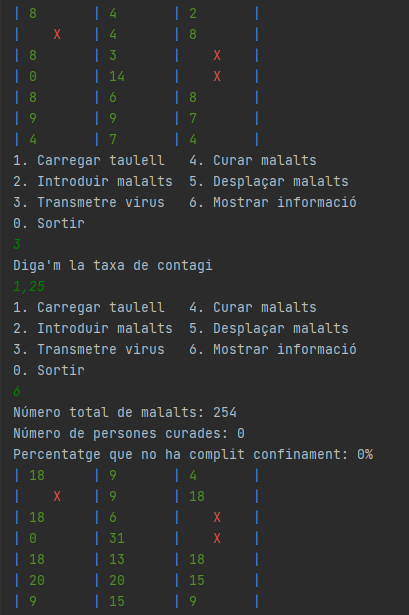 | 8 | 4 | 2 |
| X | 4 | 8 |
| 8 | 3 | X |
| 0 | 14 | X |
| 8 | 6 | 8 |
| 9 | 9 | 7 |
| 4 | 7 | 4 |
1. Carregar taulell 4. Curar malalts
2. Introduir malalts 5. Desplaçar malalts
3. Transmetre virus 6. Mostrar informació
0. Sortir
3
Diga'm la taxa de contagi
1,25
1. Carregar taulell 4. Curar malalts
2. Introduir malalts 5. Desplaçar malalts
3. Transmetre virus 6. Mostrar informació
0. Sortir
6
Número total de malalts: 254
Número de persones curades: 0
Percentatge que no ha complit confinament: 0%
| 18 | 9 | 4 |
| X | 9 | 18 |
| 18 | 6 | X |
| 0 | 31 | X |
| 18 | 13 | 18 |
| 20 | 20 | 15 |
| 9 | 15 | 9 |